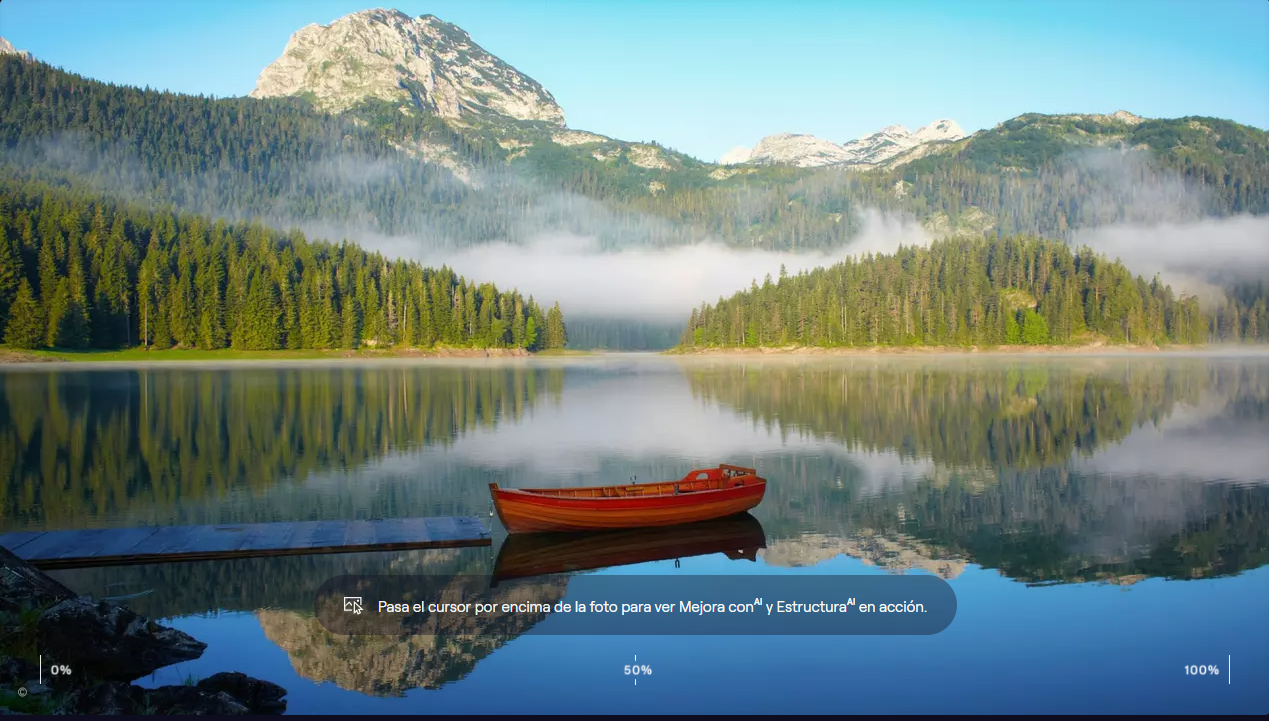 Pasa el cursor por encima de la foto para ver Mejora conAI y EstructuraAI en acción.
0% 50% 100%
©